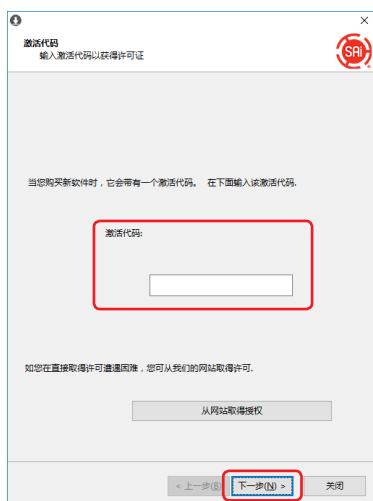 激活代码
输入激活代码以获得许可证
SAi
当您购买新软件时，它会带有一个激活代码。 在下面输入该激活代码.
激活代码:
如您在直接取得许可遭遇困难，您可从我们的网站取得许可.
从网站取得授权
< 上一步(B) 下一步(N) > 关闭